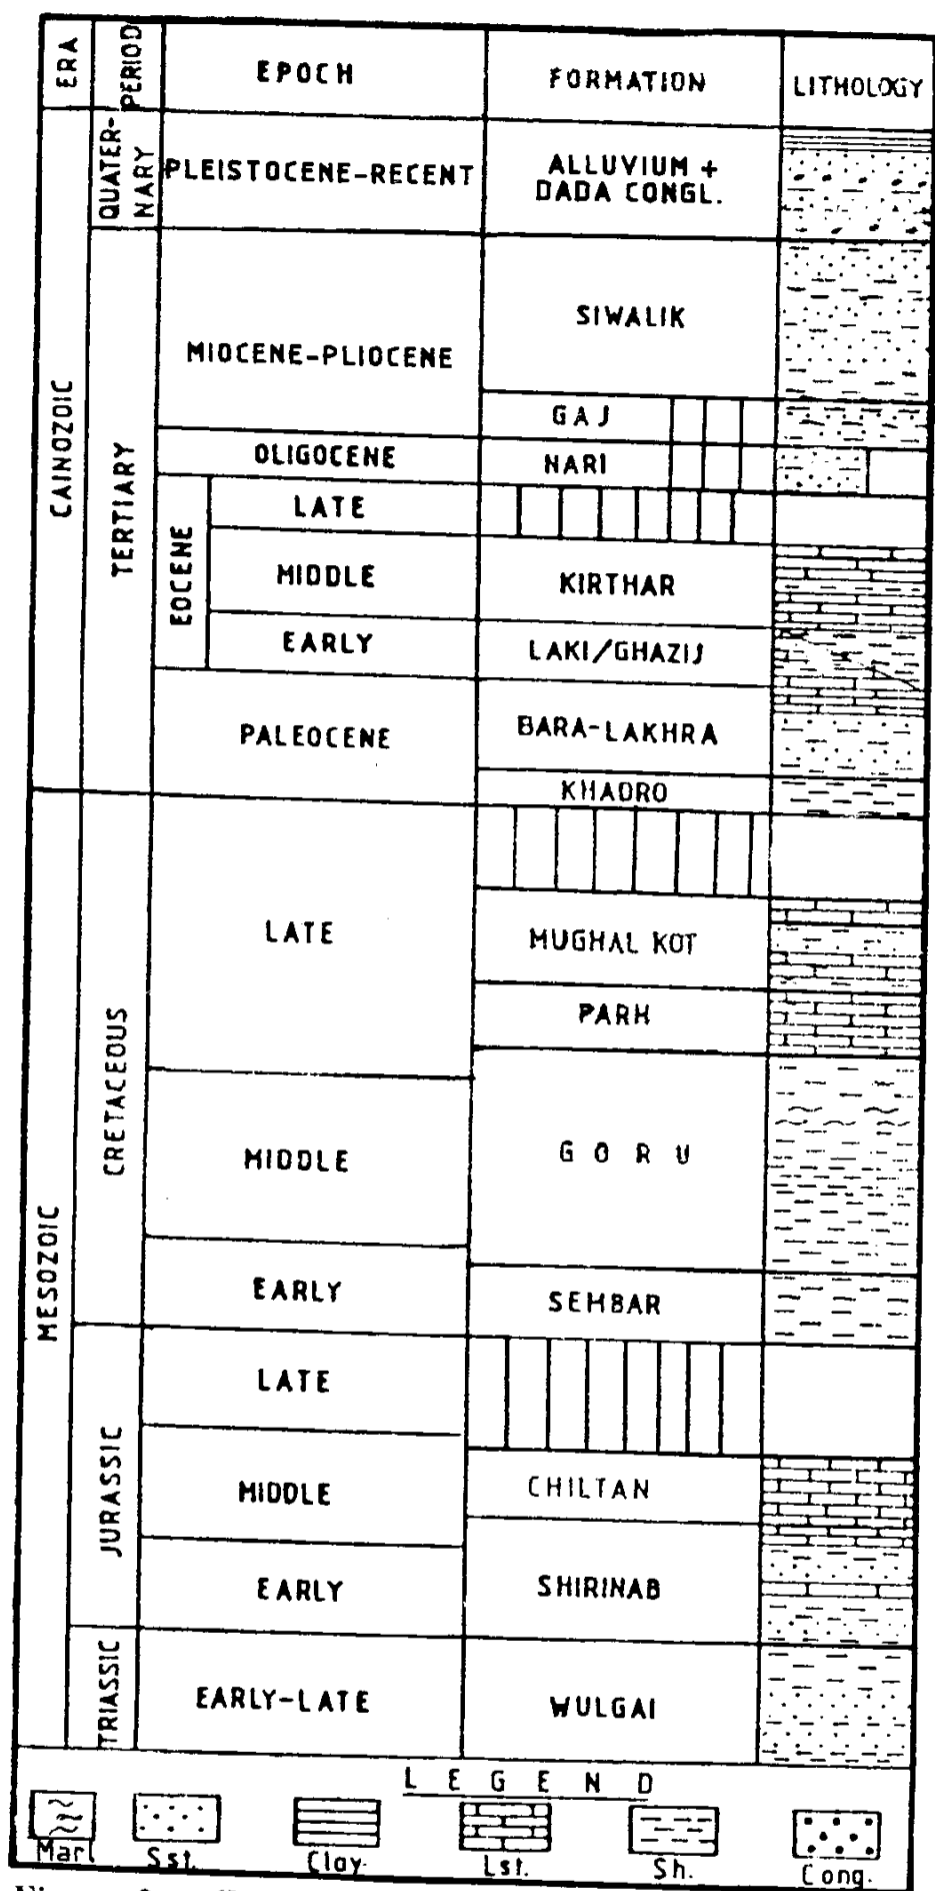 ERA
PERIOD
EPOCH
FORMATION
LITHOLOGY
CAINOZOIC
QUATER-
NARY
PLEISTOCENE-RECENT
ALLUVIUM +
DADA CONGL.
TERTIARY
MIOCENE-PLIOCENE
SIWALIK
GAJ
OLIGOCENE
NARI
EOCENE
LATE
MIDDLE
KIRTHAR
EARLY
LAKI/GHAZIJ
PALEOCENE
BARA-LAKHRA
KHADRO
MESOZOIC
CRETACEOUS
LATE
MUGHAL KOT
PARH
MIDDLE
GORU
EARLY
SEHBAR
JURASSIC
LATE
MIDDLE
CHILTAN
EARLY
SHIRINAB
TRIASSIC
EARLY-LATE
WULGAI
LEGEND
Marl
Sst.
Clay.
Lst.
Sh.
Cong.